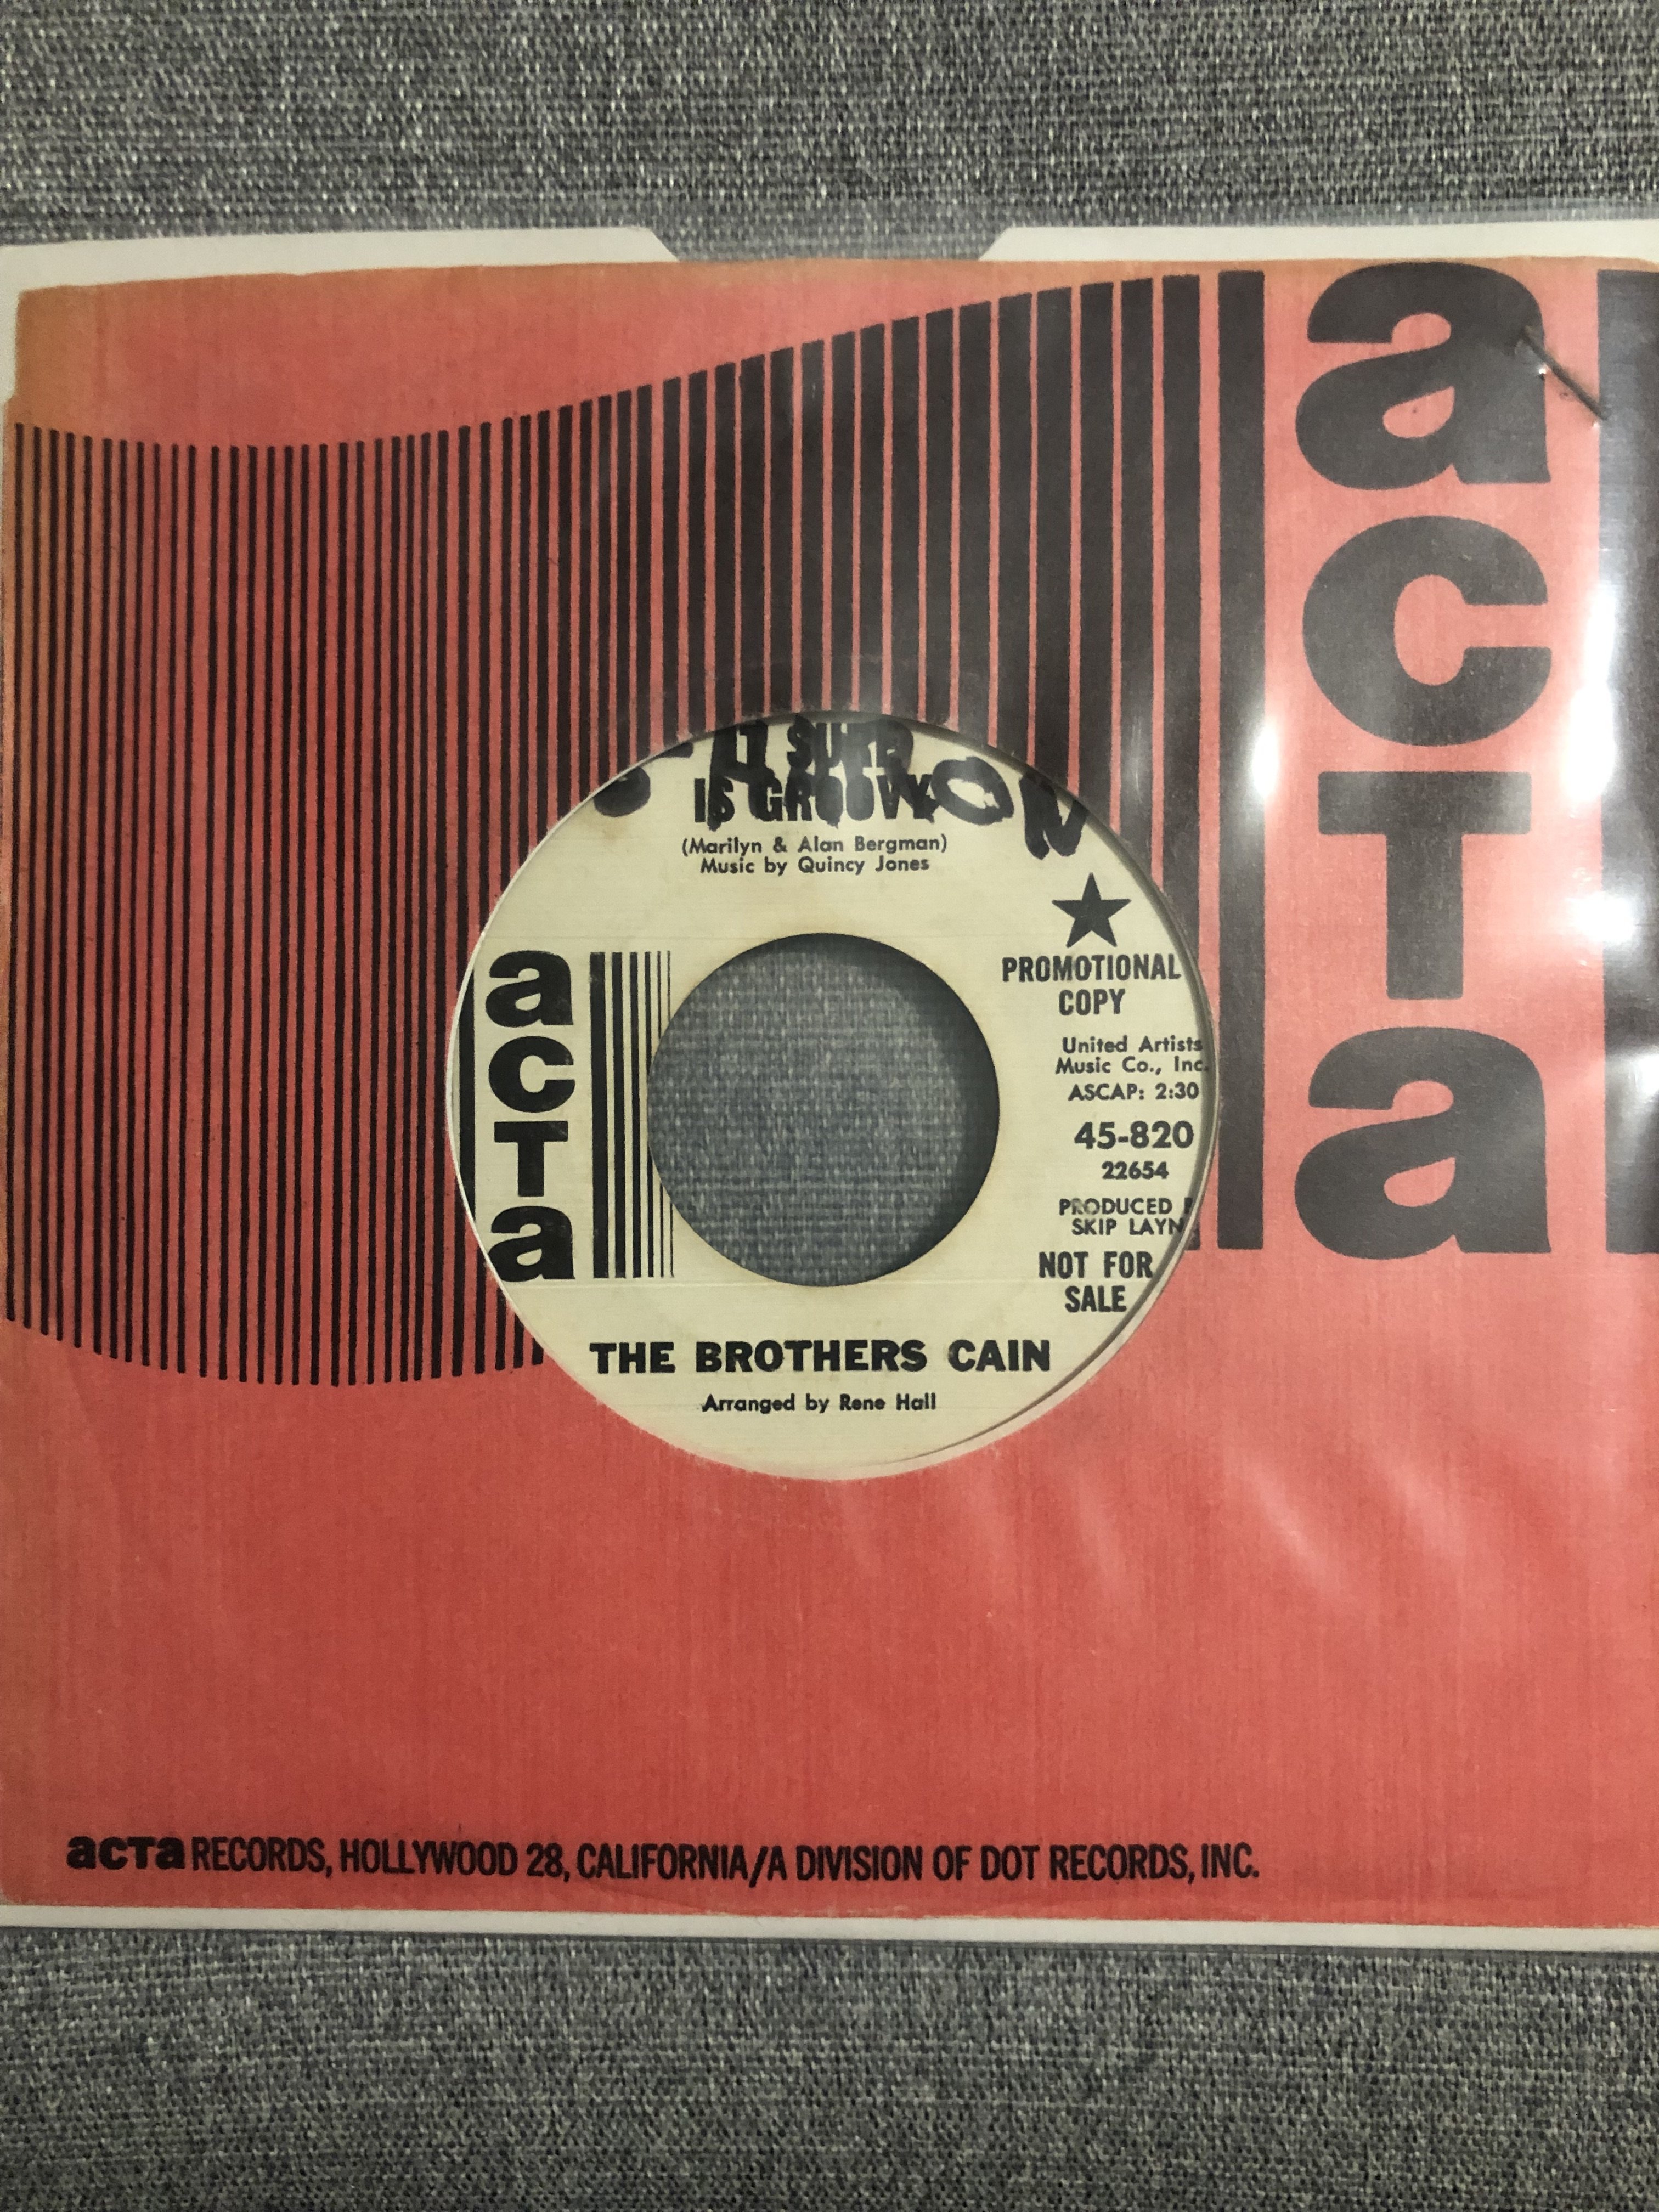 acTa
IT SURE
IS GROOVY
(Marilyn & Alan Bergman)
Music by Quincy Jones
acTa
PROMOTIONAL
COPY
United Artists
Music Co., Inc.
ASCAP: 2:30
45-820
22654
PRODUCED
SKIP LAYN
NOT FOR
SALE
THE BROTHERS CAIN
Arranged by Rene Hall
acTa RECORDS, HOLLYWOOD 28, CALIFORNIA/A DIVISION OF DOT RECORDS, INC.